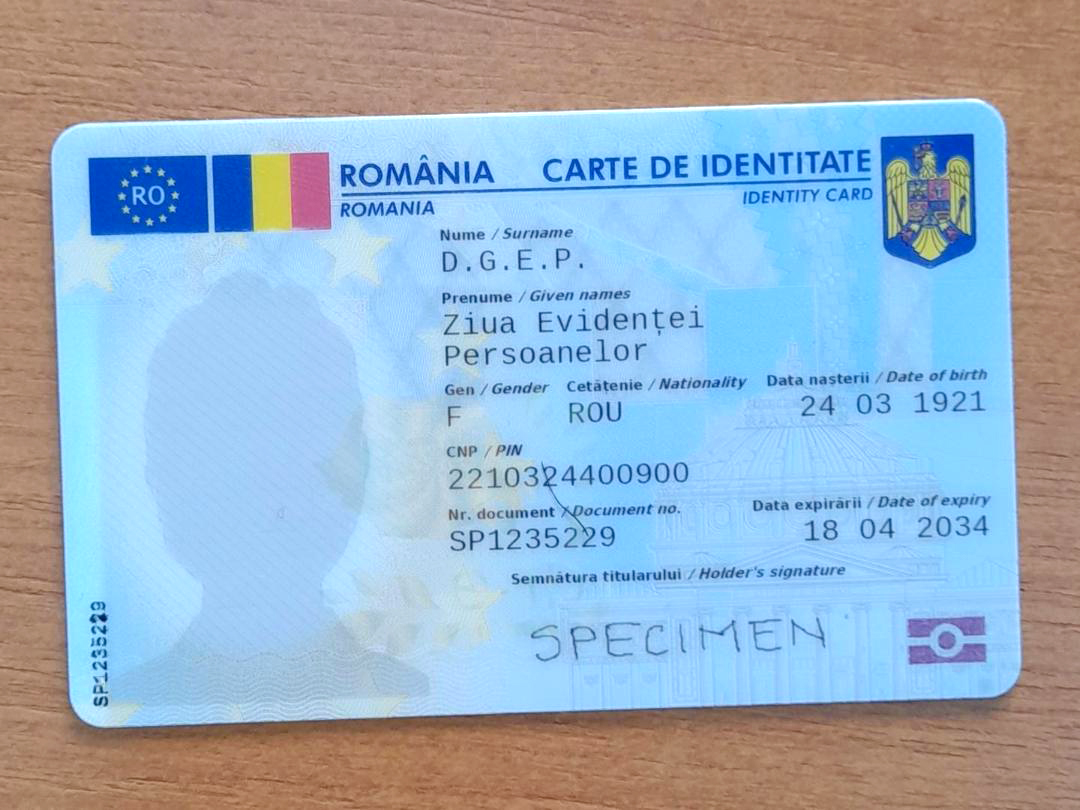 RO
ROMÂNIA CARTE DE IDENTITATE
ROMANIA IDENTITY CARD
Nume / Surname
D.G.E.P.
Prenume / Given names
Ziua Evidenței
Persoanelor
Gen / Gender Cetățenie / Nationality Data nașterii / Date of birth
F ROU 24 03 1921
CNP / PIN
2210324400900
Nr. document / Document no. Data expirării / Date of expiry
SP1235229 18 04 2034
Semnătura titularului / Holder's signature
SPECIMEN
SP1235229